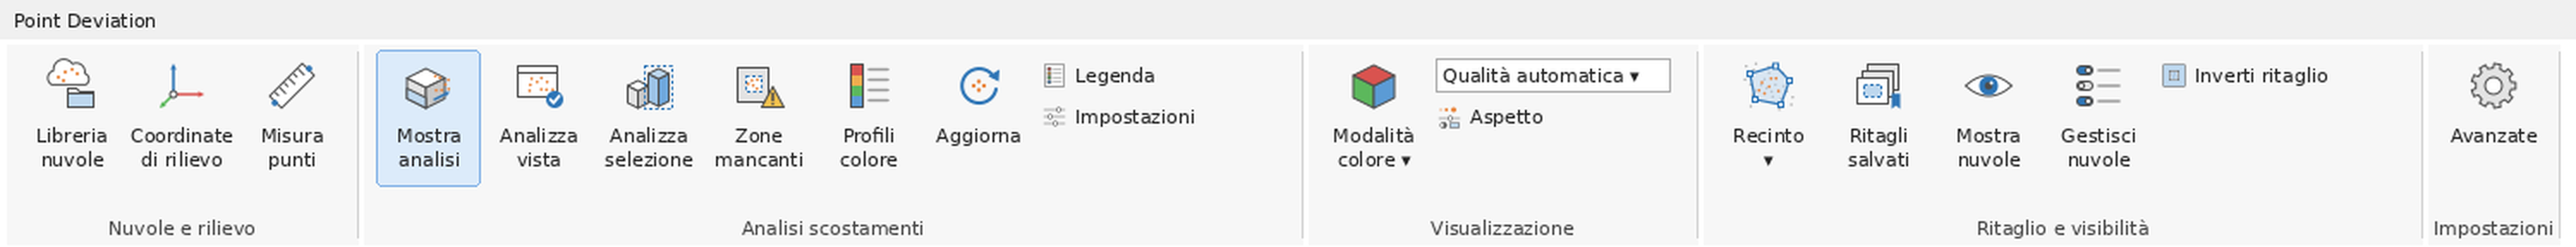 Point Deviation
Libreria
nuvole
Coordinate
di rilievo
Misura
punti
Nuvole e rilievo
Mostra
analisi
Analizza
vista
Analizza
selezione
Zone
mancanti
Profili
colore
Aggiorna
Legenda
Impostazioni
Analisi scostamenti
Modalità
colore ▾
Qualità automatica ▾
Aspetto
Visualizzazione
Recinto
▾
Ritagli
salvati
Mostra
nuvole
Gestisci
nuvole
Inverti ritaglio
Ritaglio e visibilità
Avanzate
Impostazioni